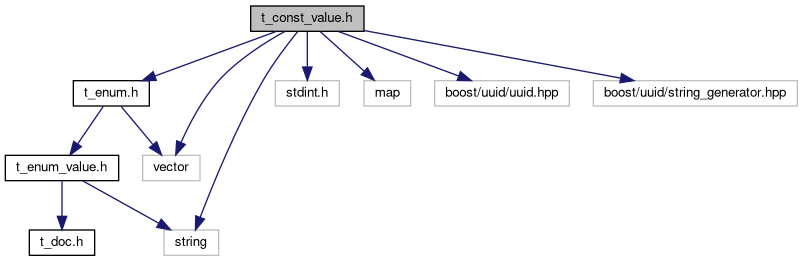 t_const_value.h
t_enum.h
stdint.h
map
boost/uuid/uuid.hpp
boost/uuid/string_generator.hpp
t_enum_value.h
vector
t_doc.h
string